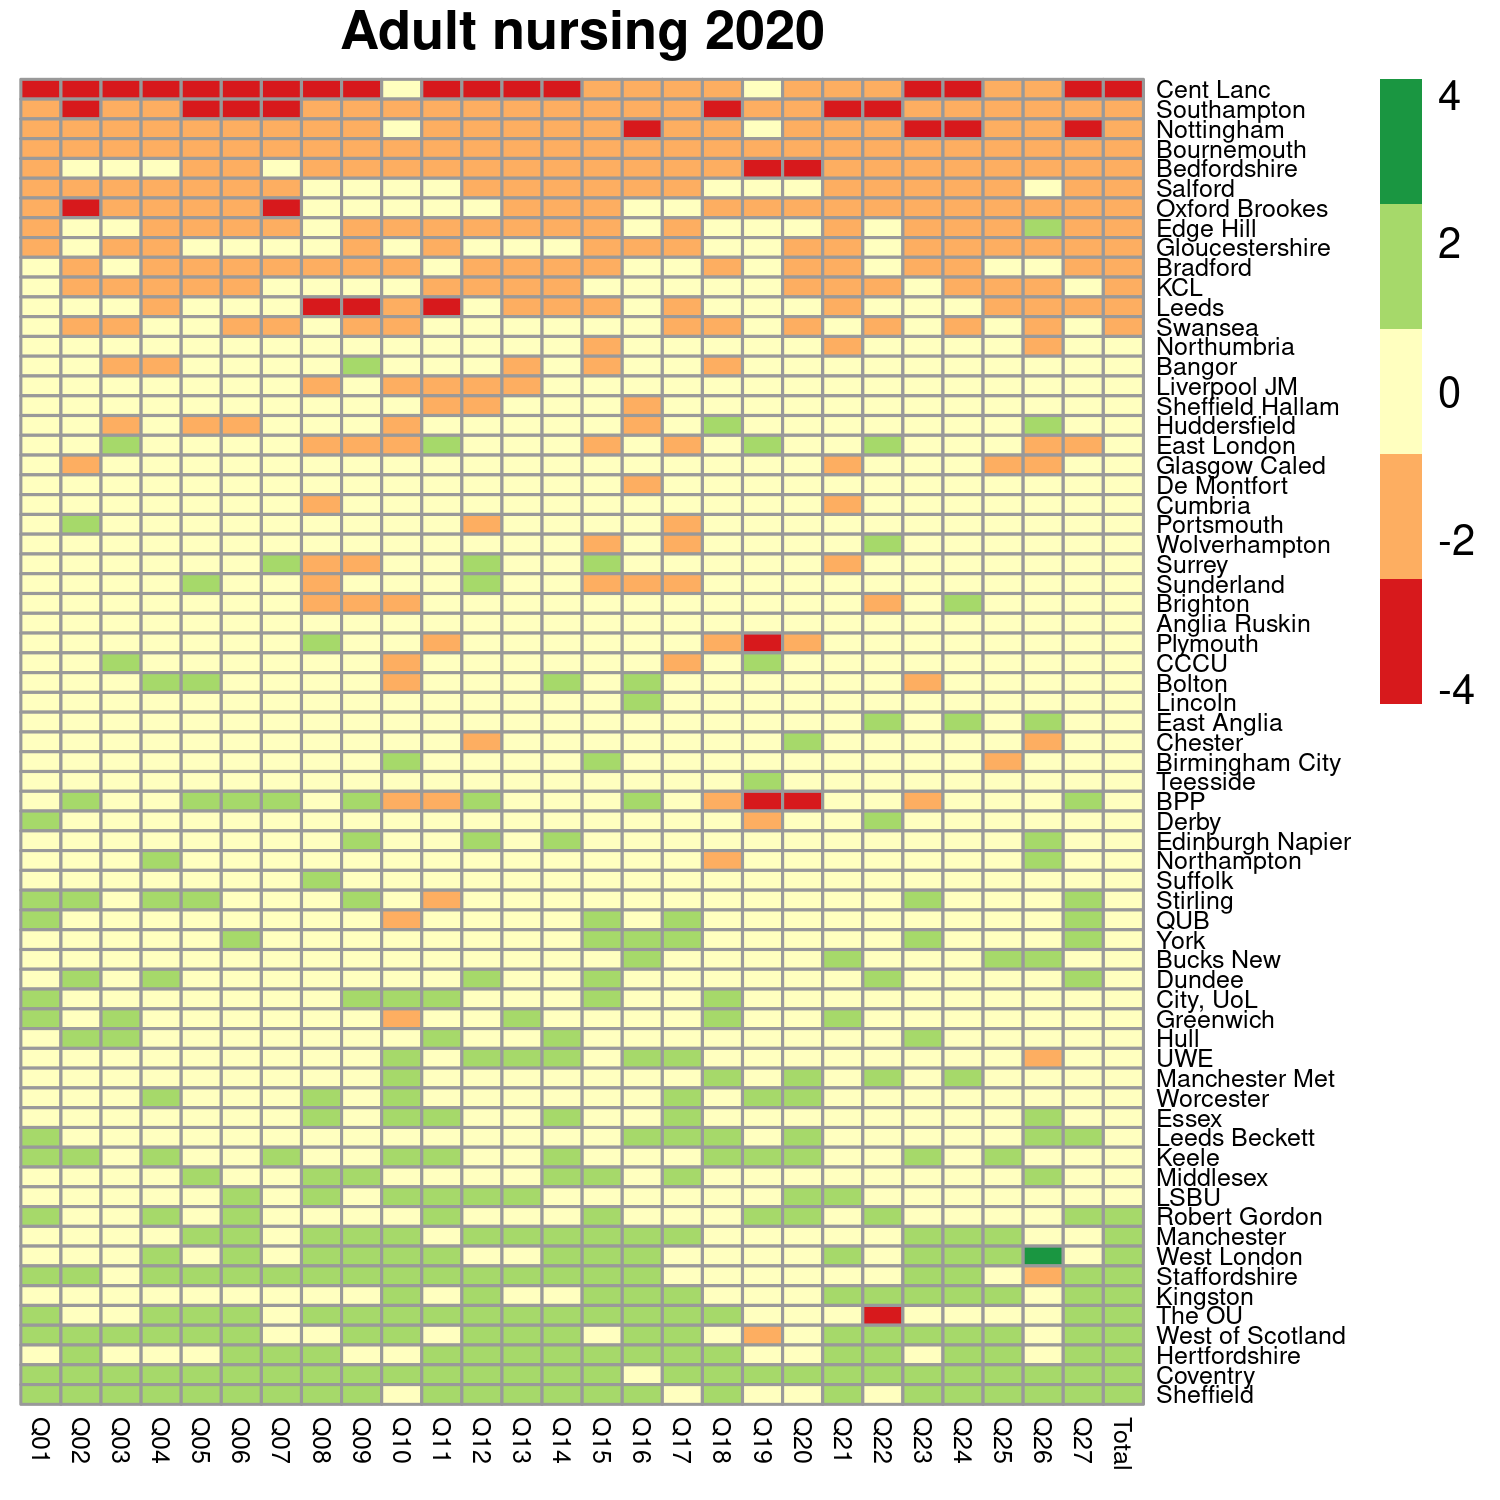 Adult nursing 2020
Cent Lanc
Southampton
Nottingham
Bournemouth
Bedfordshire
Salford
Oxford Brookes
Edge Hill
Gloucestershire
Bradford
KCL
Leeds
Swansea
Northumbria
Bangor
Liverpool JM
Sheffield Hallam
Huddersfield
East London
Glasgow Caled
De Montfort
Cumbria
Portsmouth
Wolverhampton
Surrey
Sunderland
Brighton
Anglia Ruskin
Plymouth
CCCU
Bolton
Lincoln
East Anglia
Chester
Birmingham City
Teesside
BPP
Derby
Edinburgh Napier
Northampton
Suffolk
Stirling
QUB
York
Bucks New
Dundee
City, UoL
Greenwich
Hull
UWE
Manchester Met
Worcester
Essex
Leeds Beckett
Keele
Middlesex
LSBU
Robert Gordon
Manchester
West London
Staffordshire
Kingston
The OU
West of Scotland
Hertfordshire
Coventry
Sheffield
4
2
0
-2
-4
Q01
Q02
Q03
Q04
Q05
Q06
Q07
Q08
Q09
Q10
Q11
Q12
Q13
Q14
Q15
Q16
Q17
Q18
Q19
Q20
Q21
Q22
Q23
Q24
Q25
Q26
Q27
Total